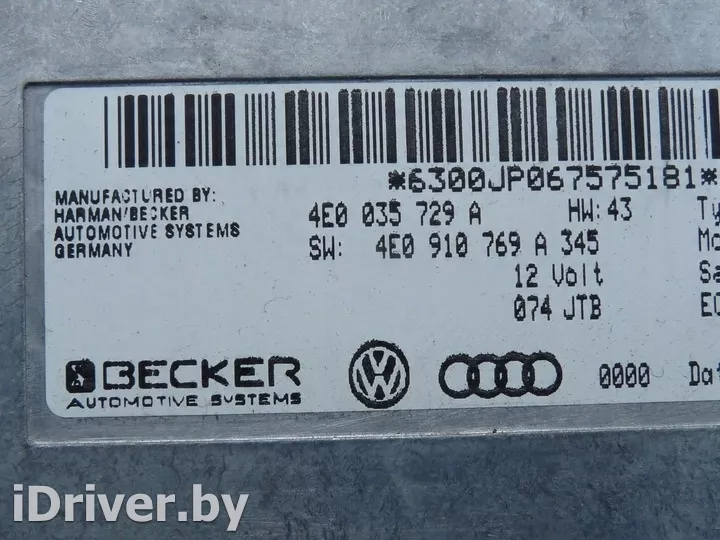 *6300JP067575181*
MANUFACTURED BY:
HARMAN/BECKER
AUTOMOTIVE SYSTEMS
GERMANY
4E0 035 729 A HW: 43
SW: 4E0 910 769 A 345
12 Volt
074 JTB
BECKER
AUTOMOTIVE SYSTEMS
0000
iDriver.by